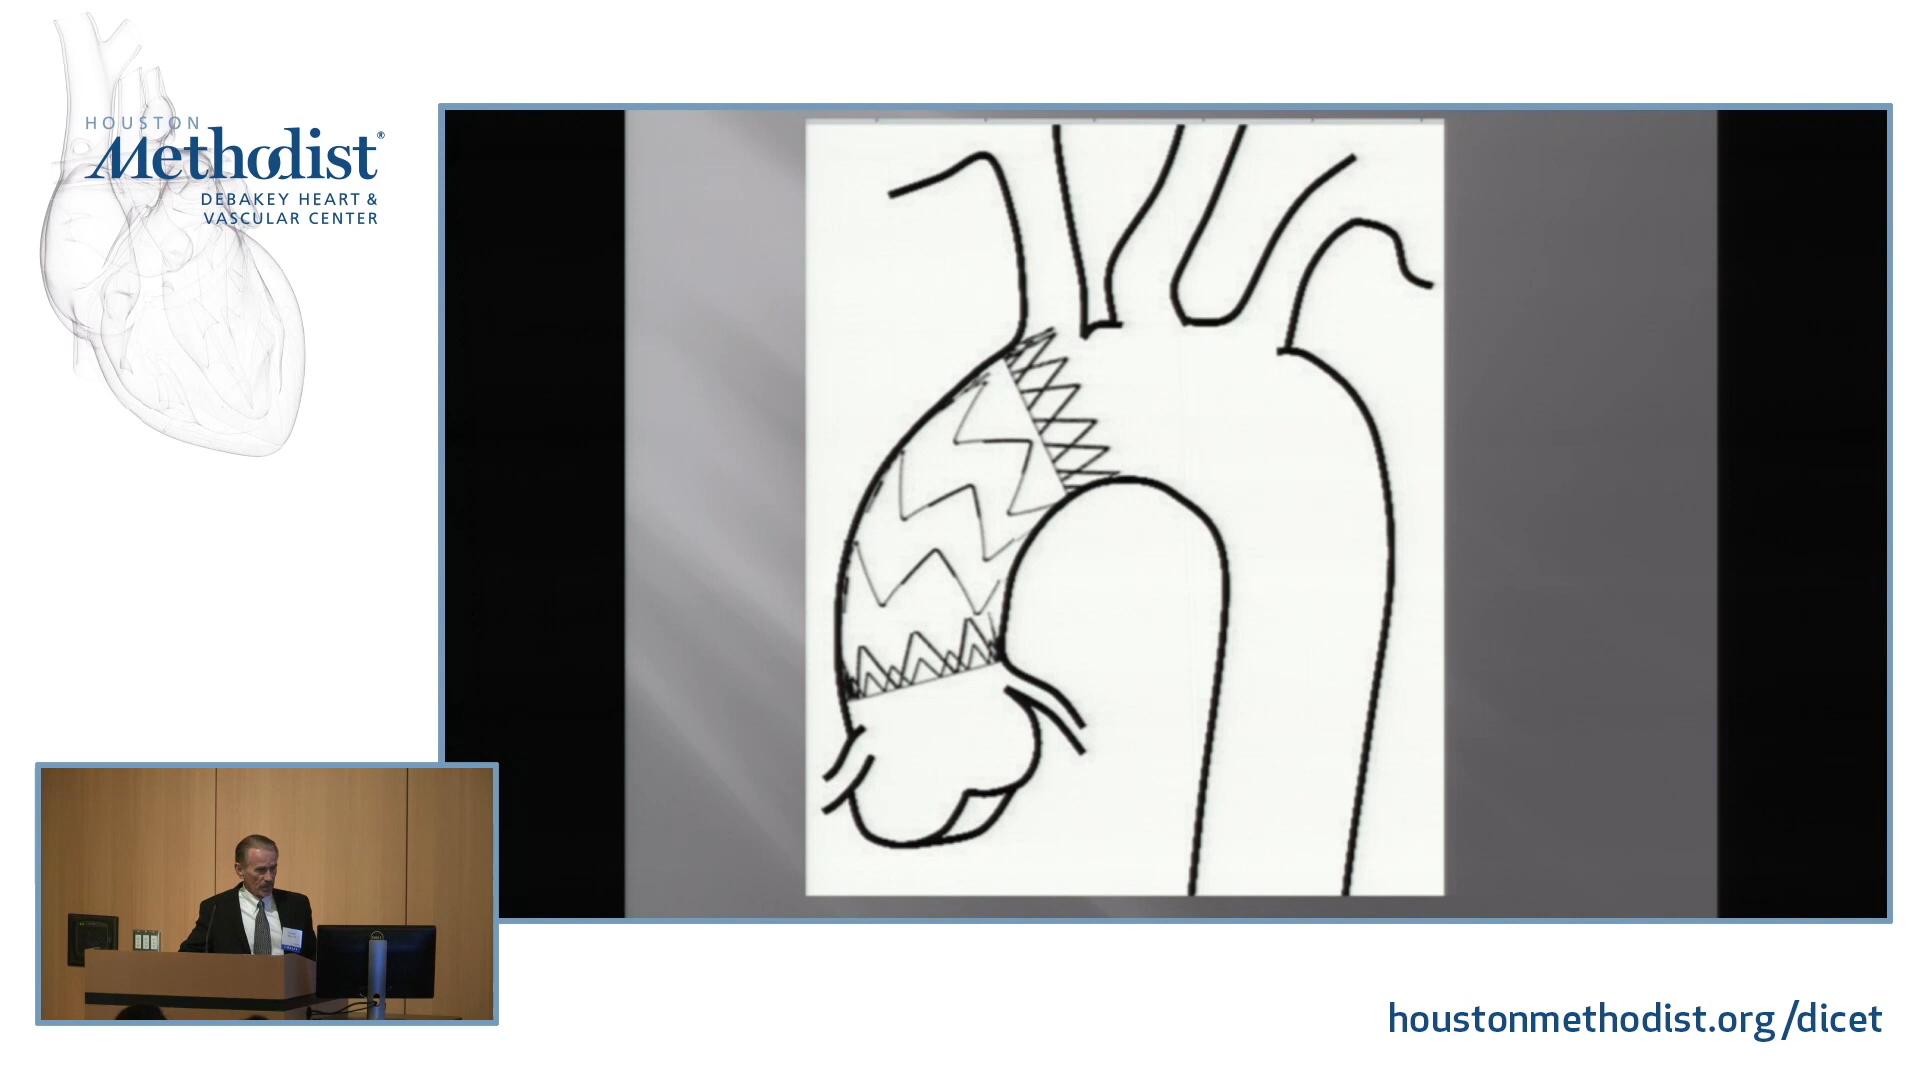 HOUSTON
Methodist®
DEBAKEY HEART &
VASCULAR CENTER
houstonmethodist.org/dicet